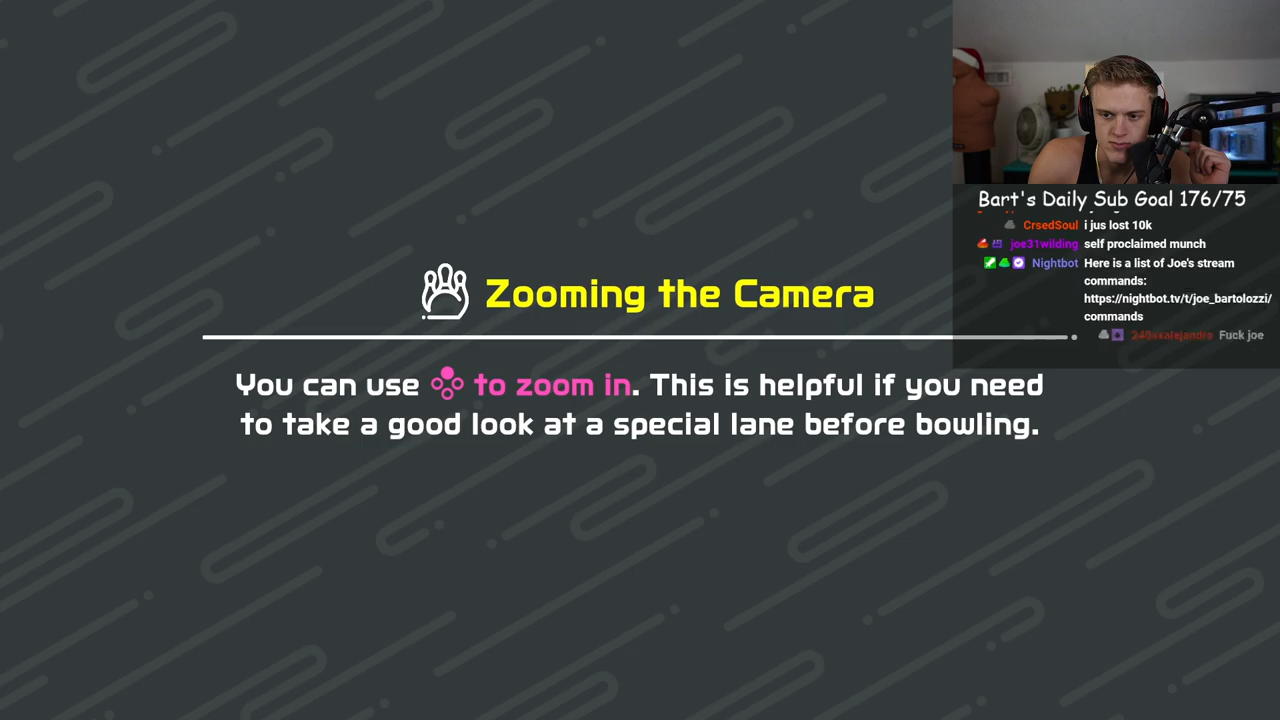 Bart's Daily Sub Goal 176/75
CrsedSoul i jus lost 10k
joe31wilding self proclaimed munch
Nightbot Here is a list of Joe's stream
commands:
https://nightbot.tv/t/joe_bartolozzi/
commands
Fuck joe
Zooming the Camera
You can use to zoom in. This is helpful if you need
to take a good look at a special lane before bowling.